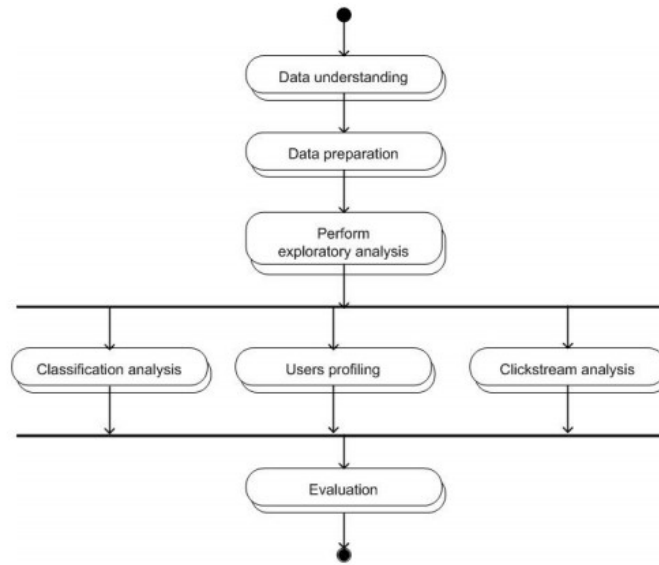 Data understanding
Data preparation
Perform
exploratory analysis
Classification analysis
Users profiling
Clickstream analysis
Evaluation